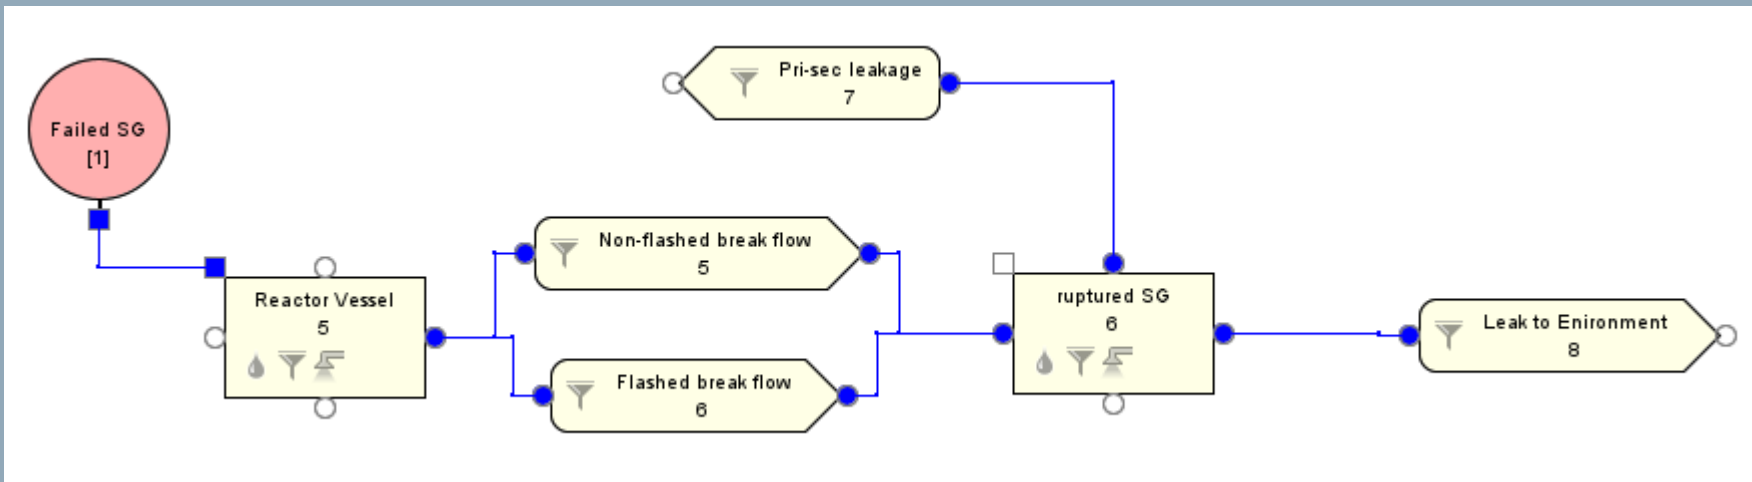 Failed SG
[1]
Pri-sec leakage
7
Non-flashed break flow
5
Reactor Vessel
5
Flashed break flow
6
ruptured SG
6
Leak to Enironment
8